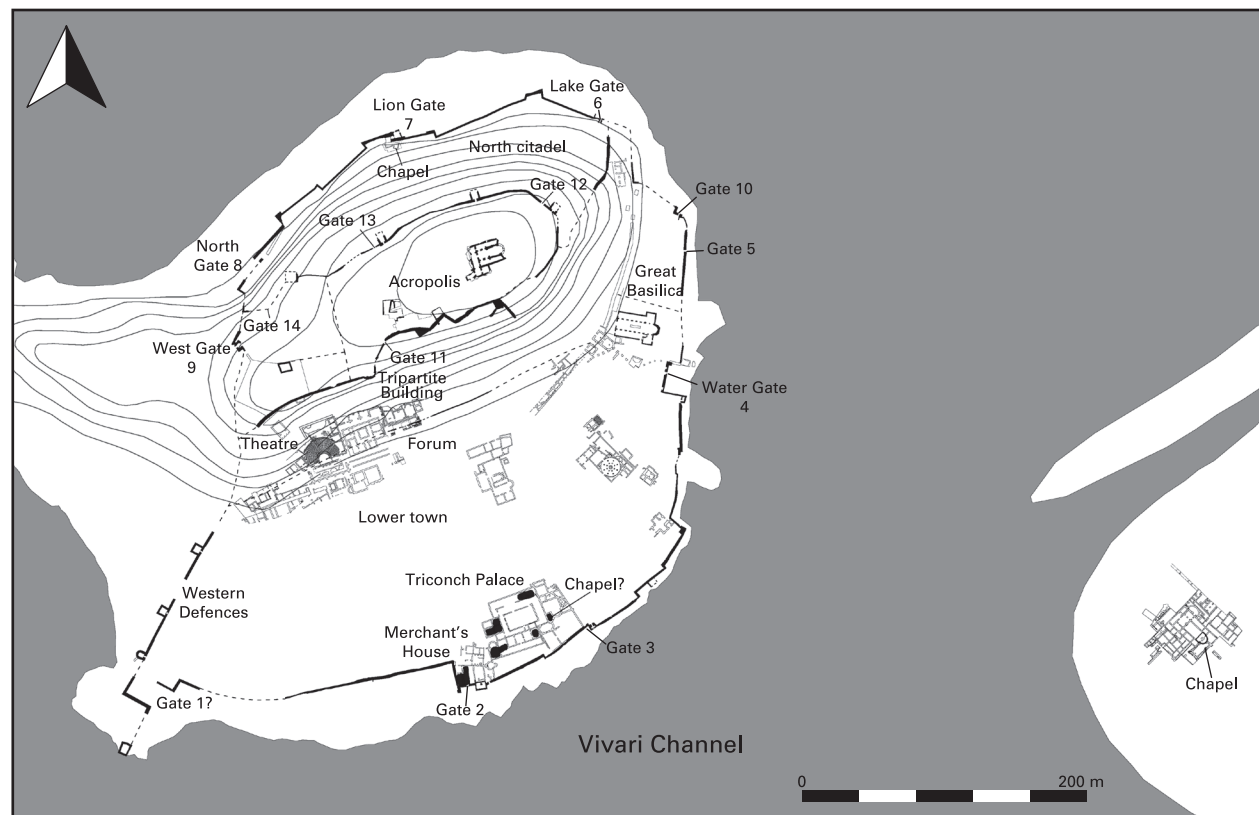 Lake Gate
6
Lion Gate
7
North citadel
Chapel
Gate 12
Gate 10
Gate 13
North
Gate 8
Gate 5
Great
Basilica
Acropolis
Gate 14
West Gate
9
Gate 11
Tripartite
Building
Water Gate
4
Theatre
Forum
Lower town
Triconch Palace
Chapel?
Western
Defences
Merchant's
House
Gate 3
Chapel
Gate 1?
Gate 2
Vivari Channel
0
200 m